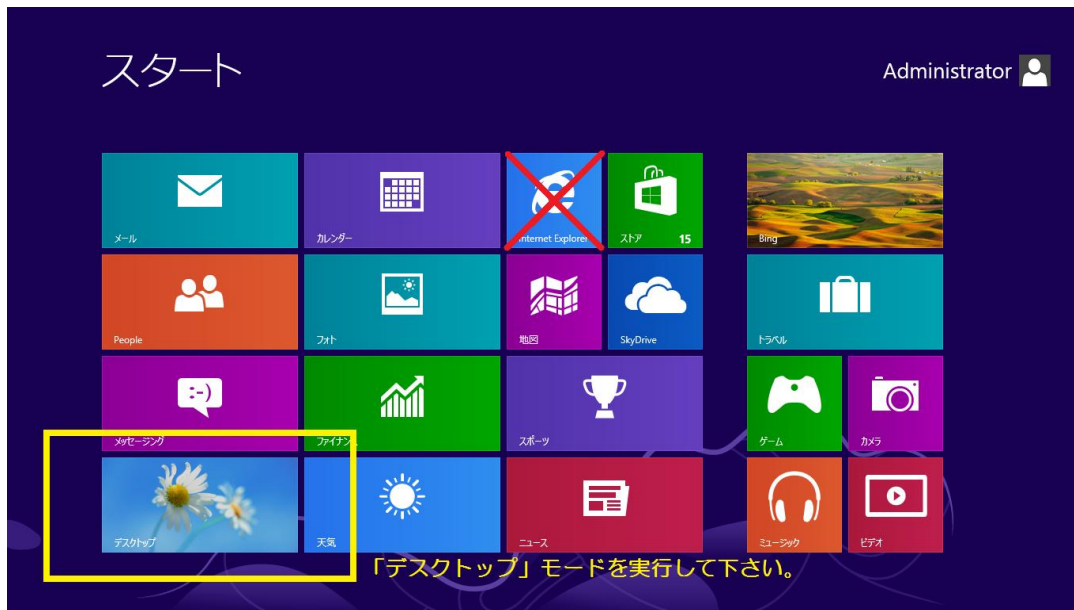 スタート
Administrator
メール
カレンダー
Internet Explorer
ストア 15
Bing
People
フォト
地図
SkyDrive
トラベル
メッセージング
ファイナンス
スポーツ
ゲーム
カメラ
デスクトップ
天気
ニュース
ミュージック
ビデオ
「デスクトップ」モードを実行して下さい。